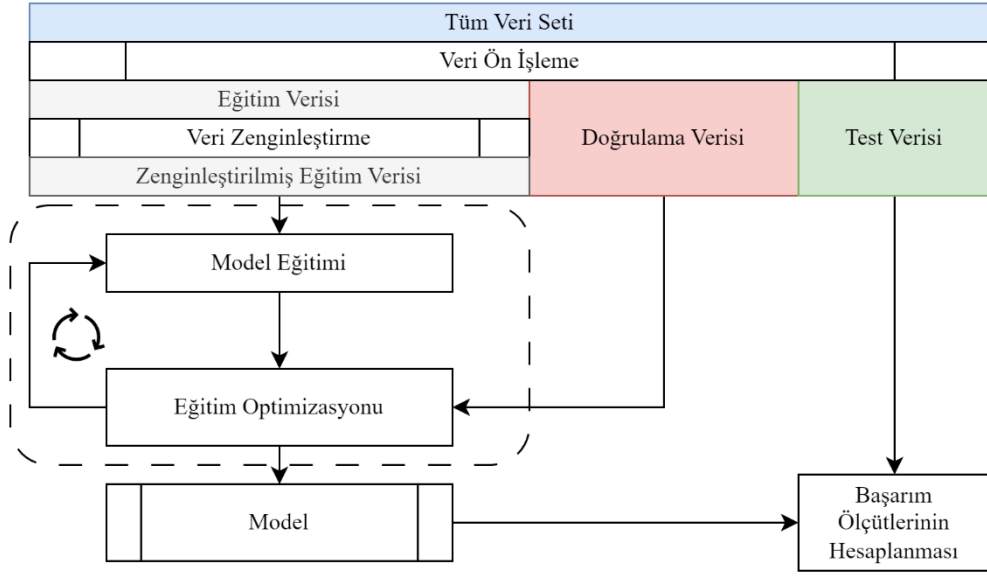 Tüm Veri Seti
Veri Ön İşleme
Eğitim Verisi
Veri Zenginleştirme
Zenginleştirilmiş Eğitim Verisi
Doğrulama Verisi
Test Verisi
Model Eğitimi
Eğitim Optimizasyonu
Model
Başarım
Ölçütlerinin
Hesaplanması